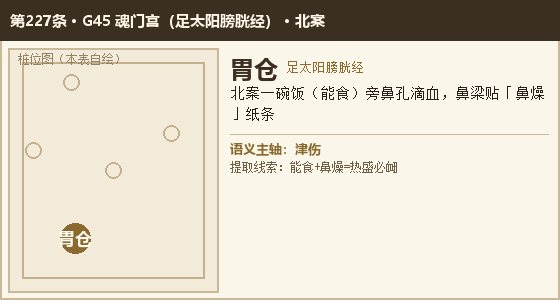 第227条・G45 魂门宫（足太阳膀胱经）・北案
桩位图（本表自绘）
胃仓
胃仓 足太阳膀胱经
北案一碗饭（能食）旁鼻孔滴血，鼻梁贴「鼻燥
」纸条
语义主轴：津伤
提取线索：能食+鼻燥=热盛必衄